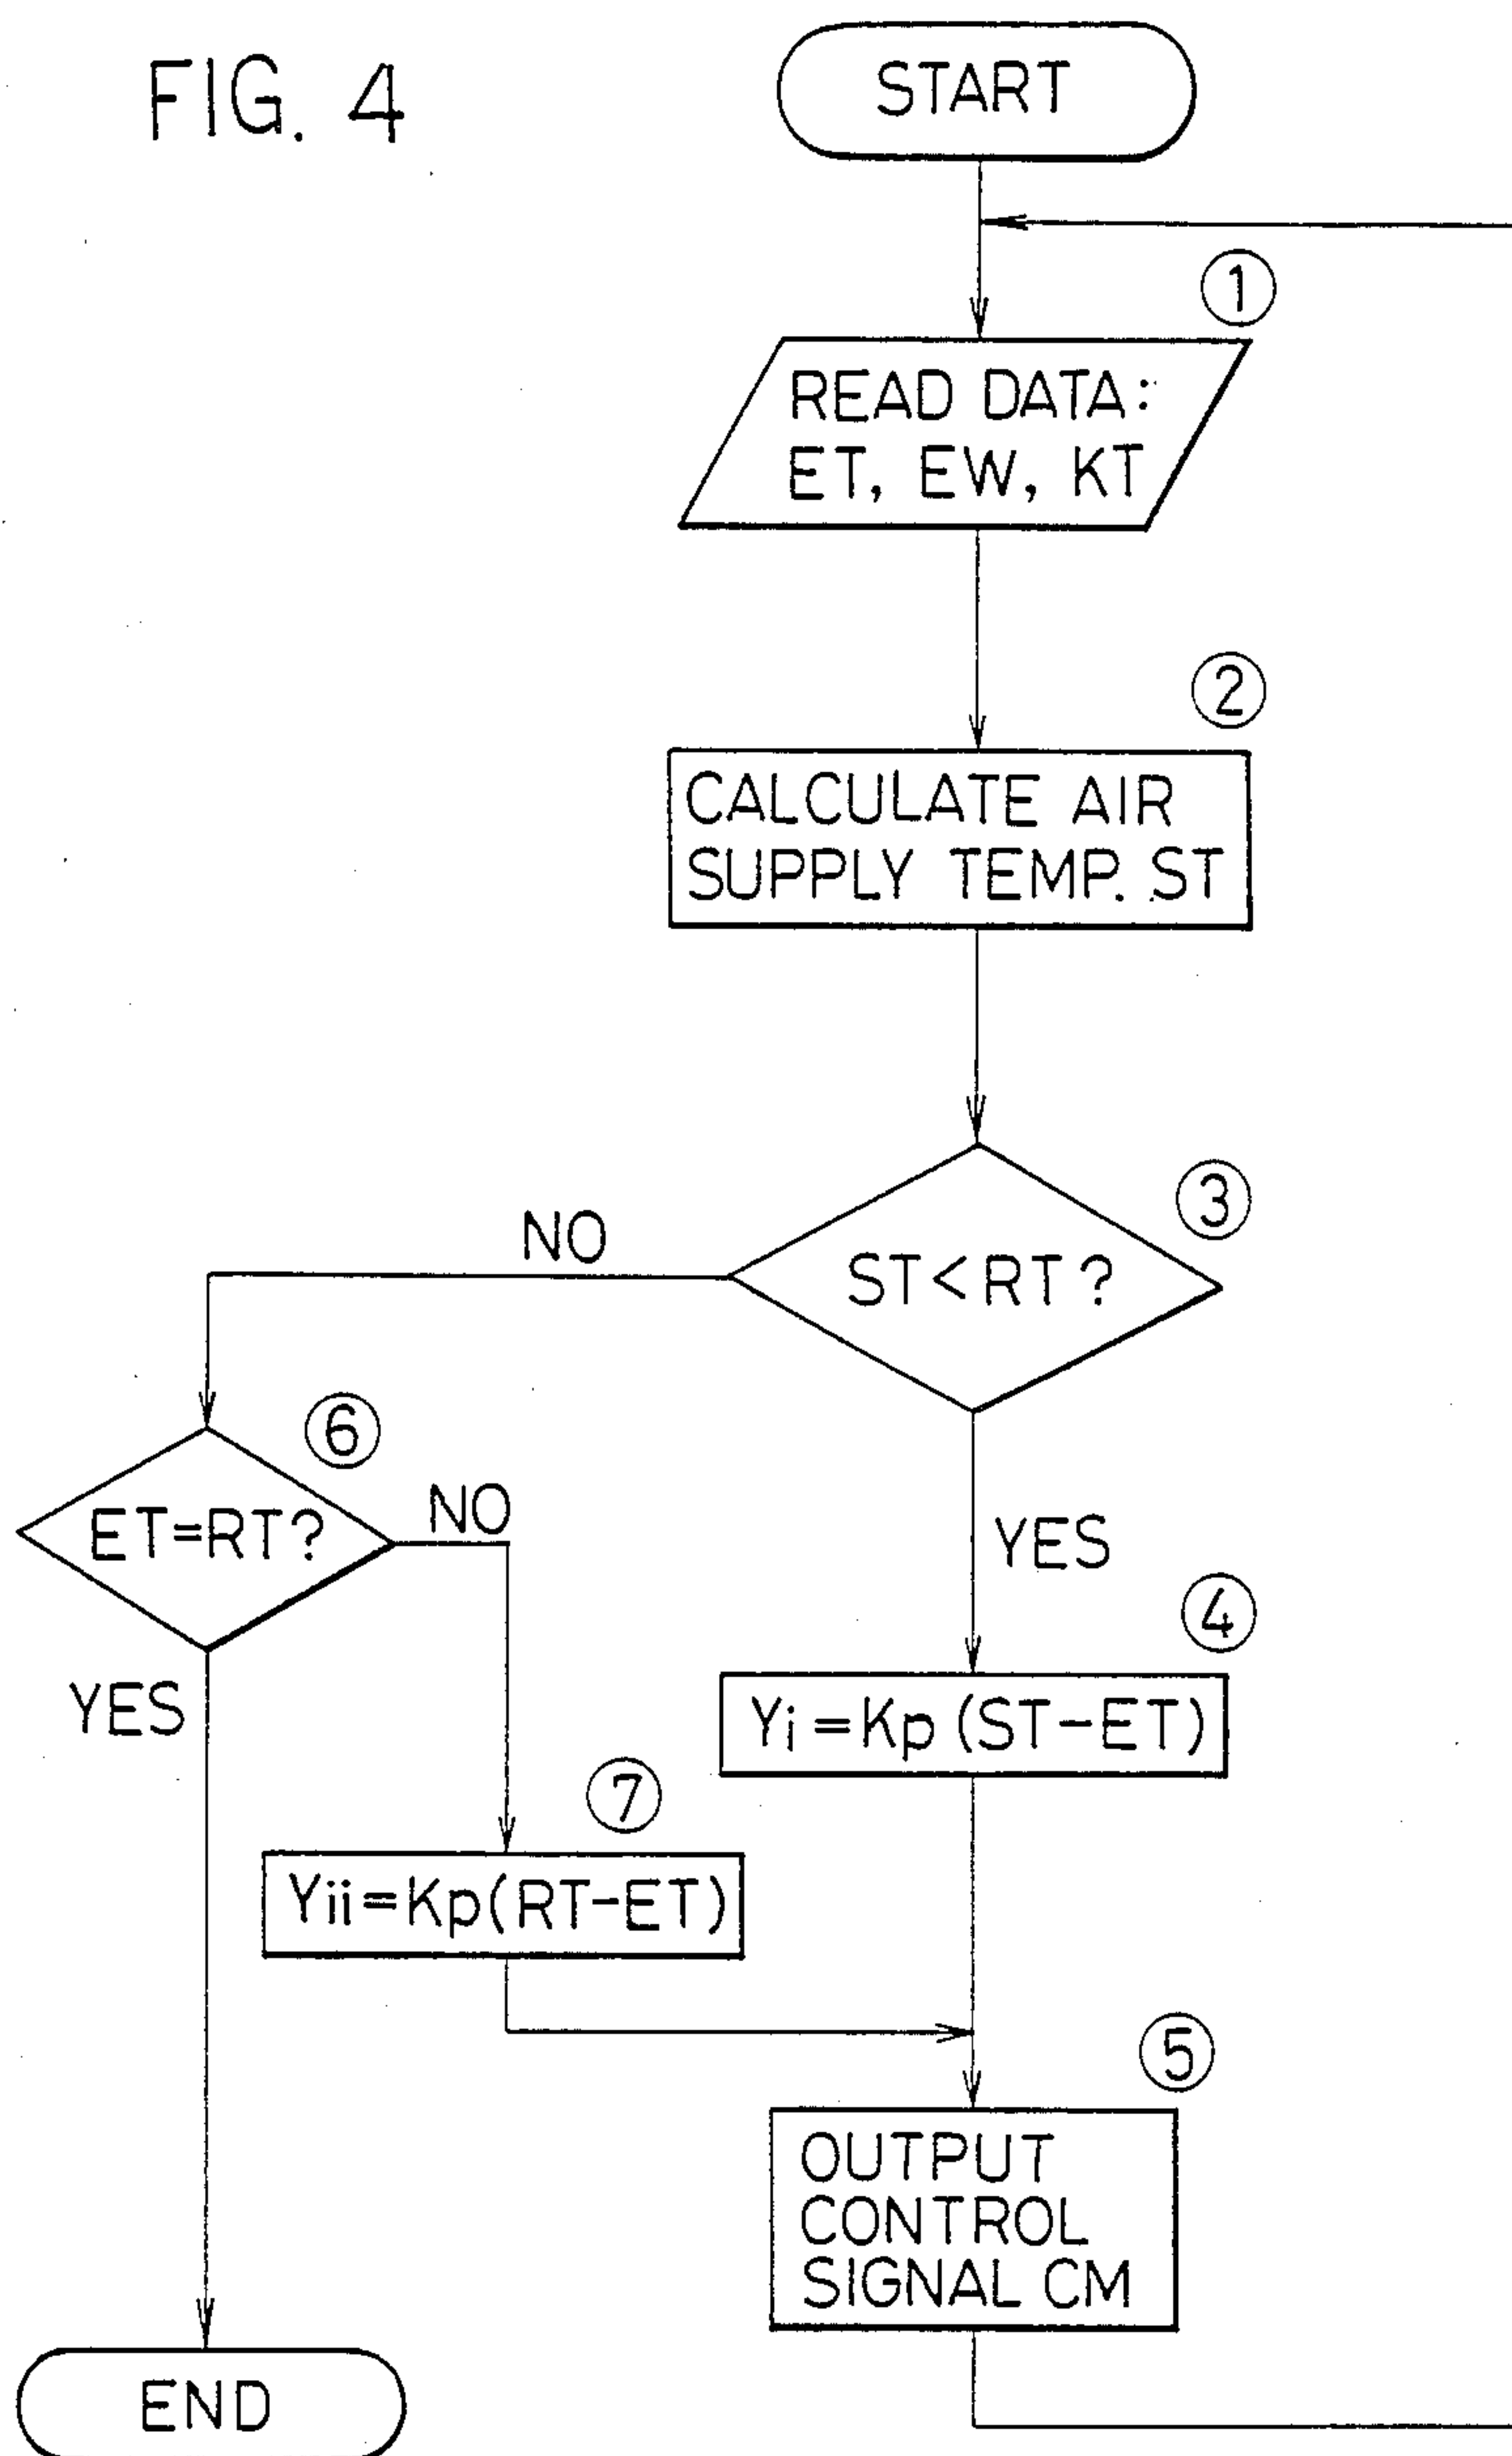 FIG. 4
START
①
READ DATA:
ET, EW, KT
②
CALCULATE AIR
SUPPLY TEMP. ST
③
NO
ST<RT?
⑥
NO
ET=RT?
YES
④
YES
Yi=Kp(ST-ET)
⑦
Yii=Kp(RT-ET)
⑤
OUTPUT
CONTROL
SIGNAL CM
END